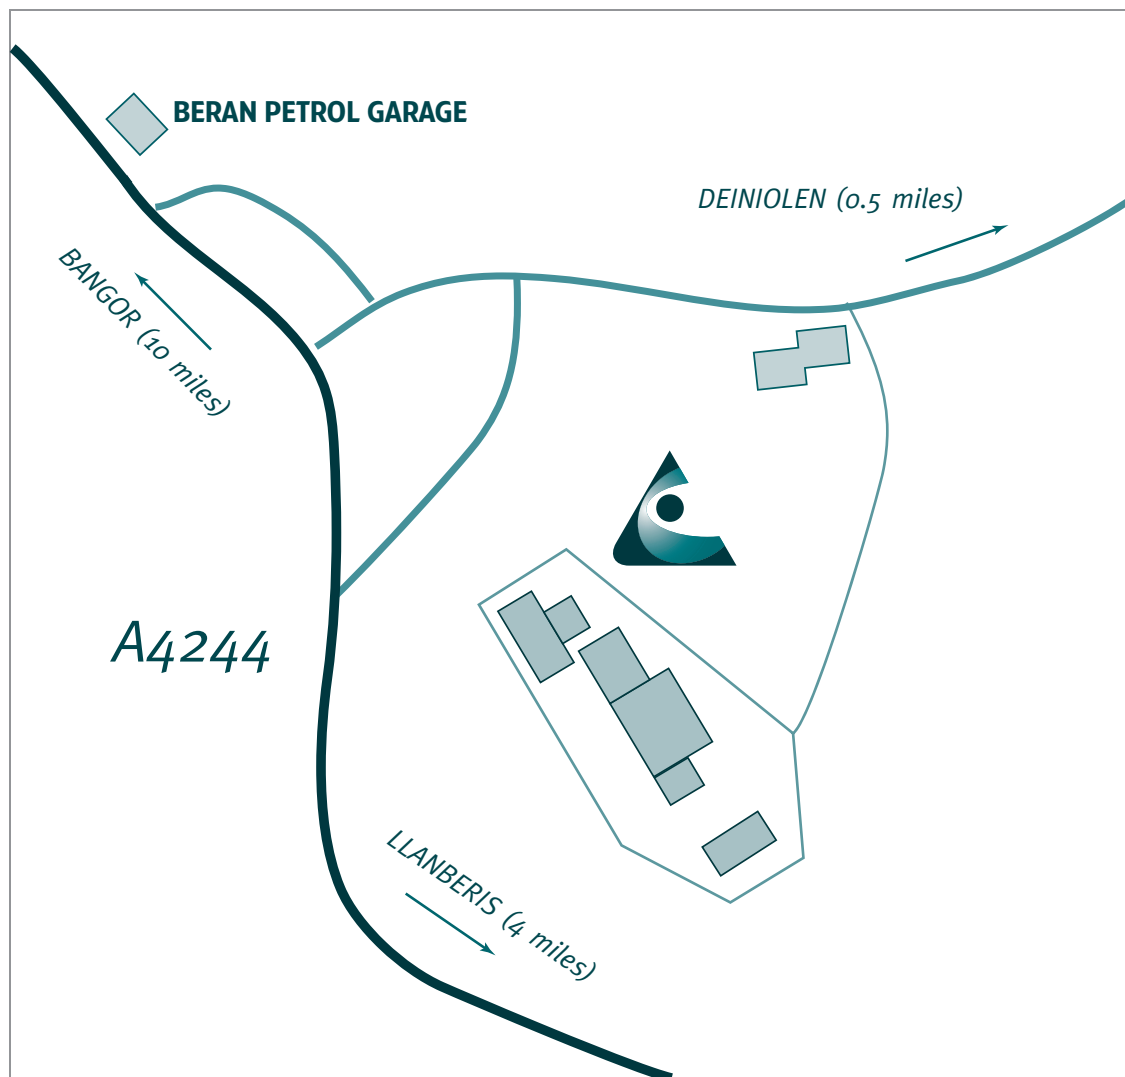 BERAN PETROL GARAGE
DEINIOLEN (0.5 miles)
BANGOR (10 miles)
A4244
LLANBERIS (4 miles)